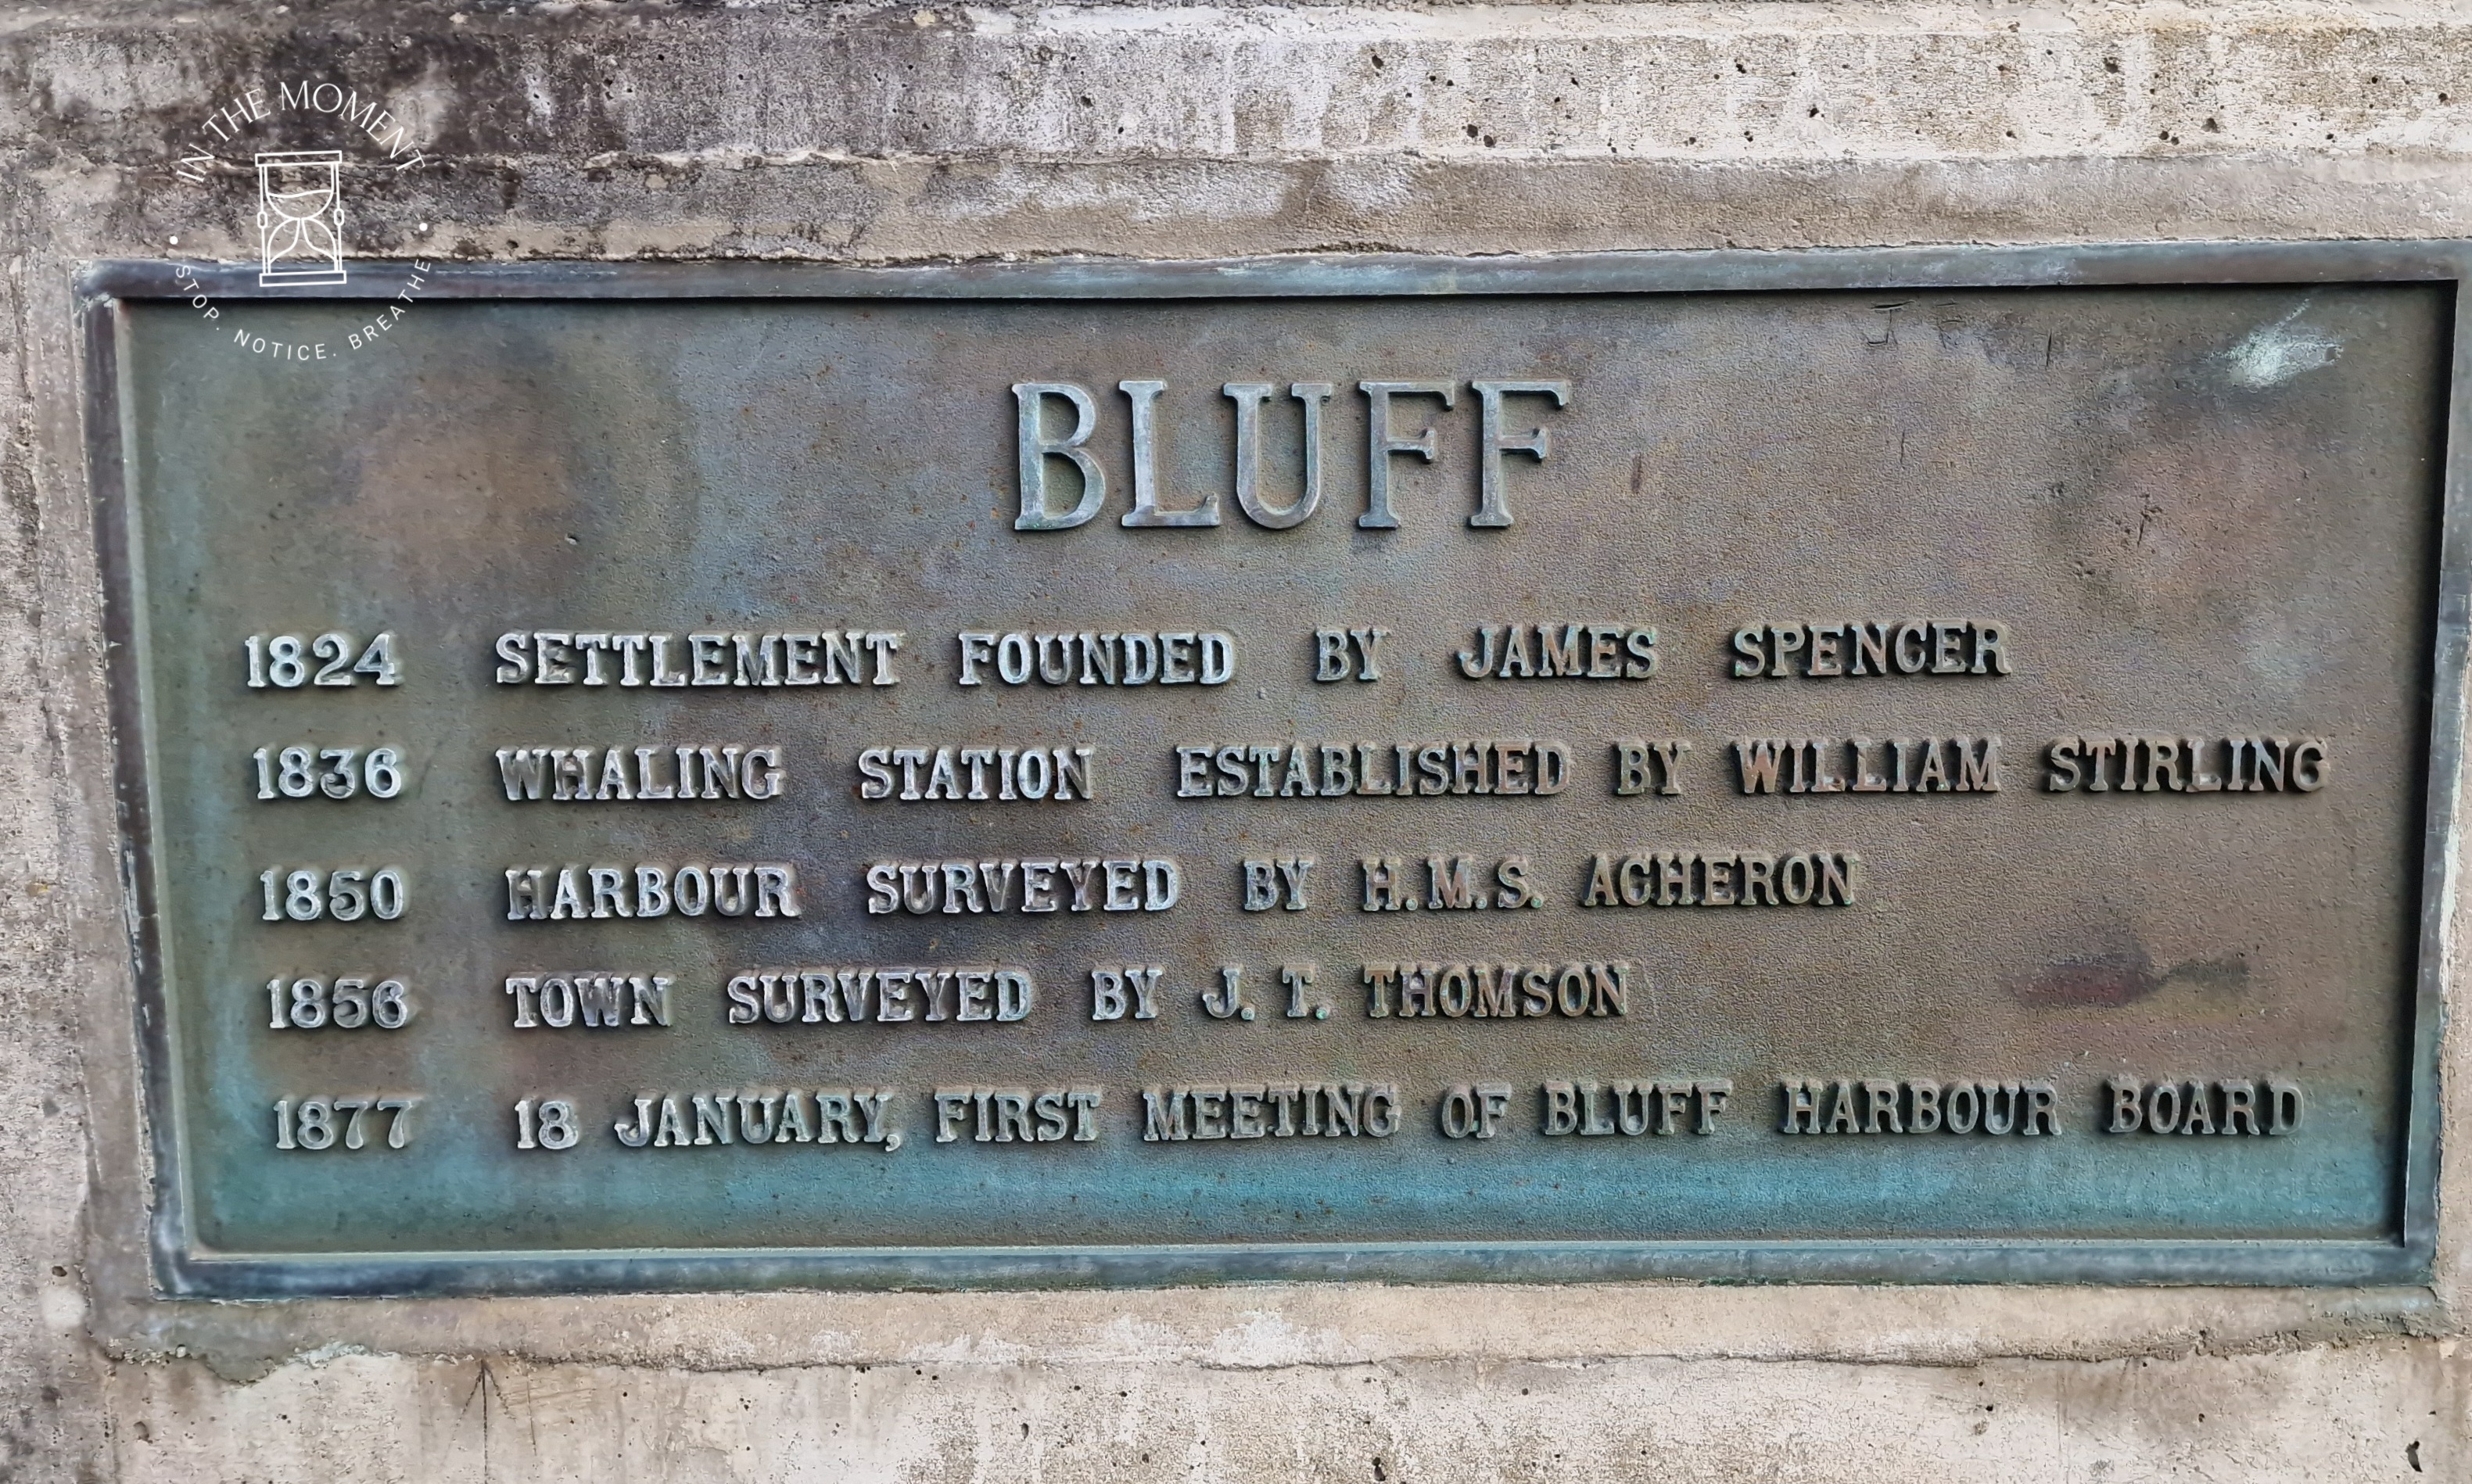 IN THE MOMENT
STOP. NOTICE. BREATHE
BLUFF
1824 SETTLEMENT FOUNDED BY JAMES SPENCER
1836 WHALING STATION ESTABLISHED BY WILLIAM STIRLING
1850 HARBOUR SURVEYED BY H.M.S. ACHERON
1856 TOWN SURVEYED BY J. T. THOMSON
1877 18 JANUARY, FIRST MEETING OF BLUFF HARBOUR BOARD